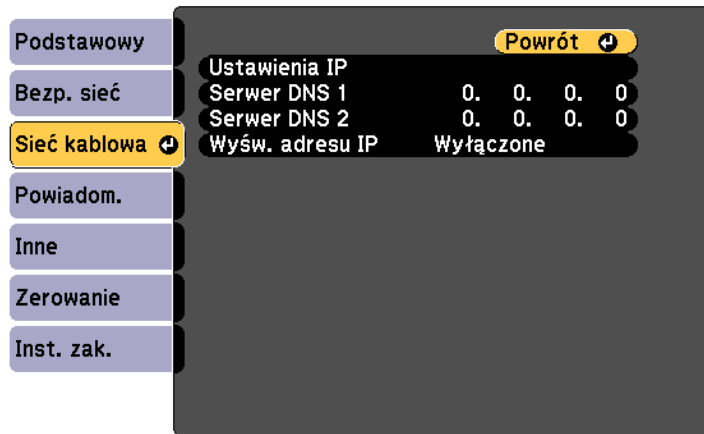 Podstawowy
Bezp. sieć
Sieć kablowa
Powiadom.
Inne
Zerowanie
Inst. zak.
Powrót
Ustawienia IP
Serwer DNS 1 0. 0. 0. 0
Serwer DNS 2 0. 0. 0. 0
Wyśw. adresu IP Wyłączone